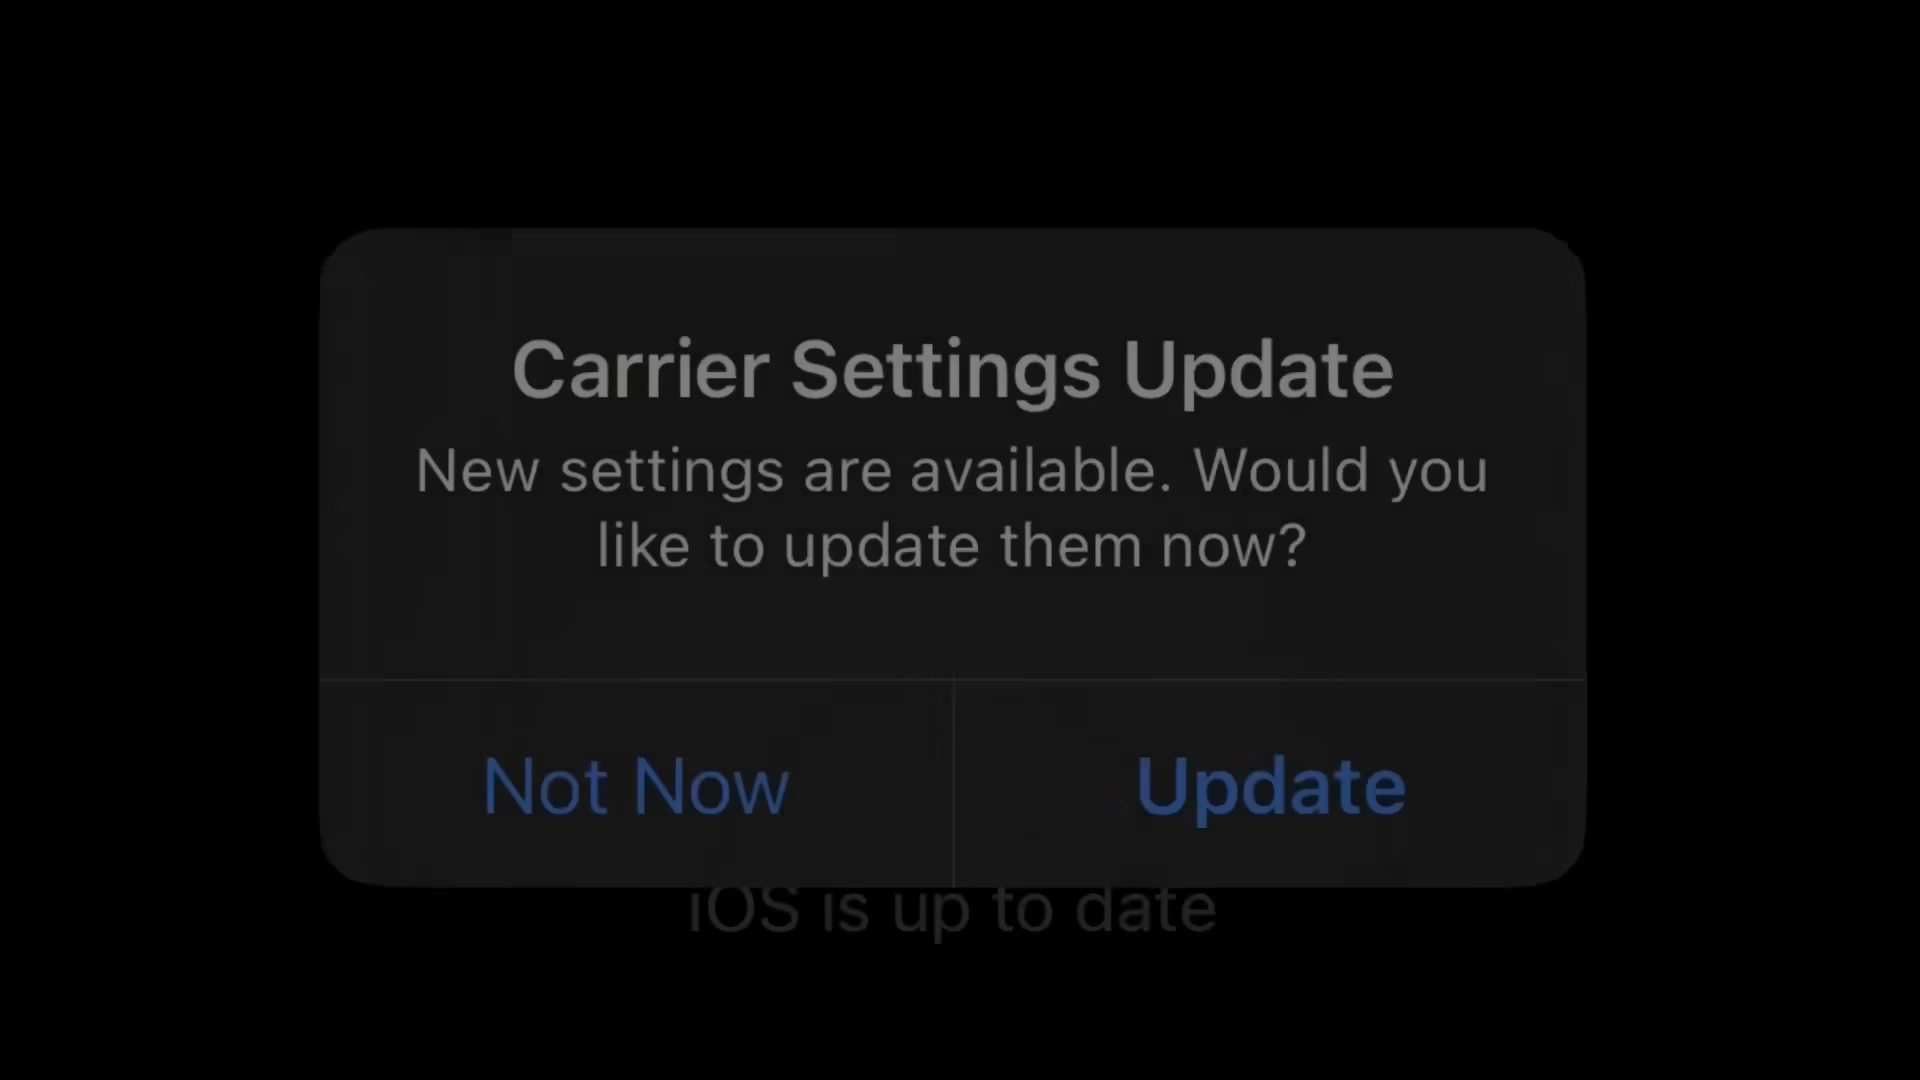 Carrier Settings Update
New settings are available. Would you
like to update them now?
Not Now
Update
iOS is up to date